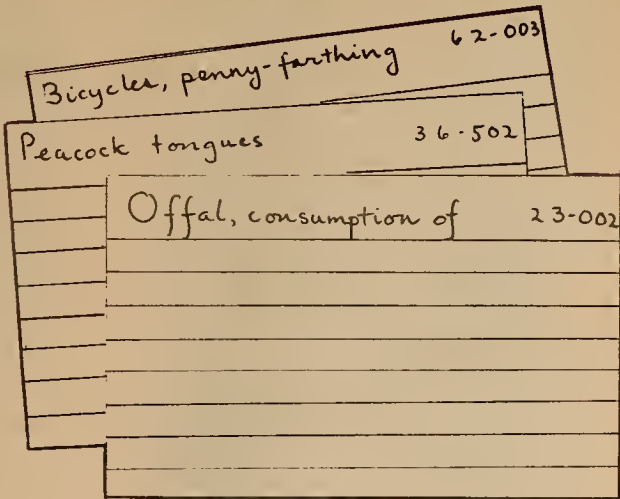 Bicycles, penny-farthing 62-003
Peacock tongues 36-502
Offal, consumption of 23-002